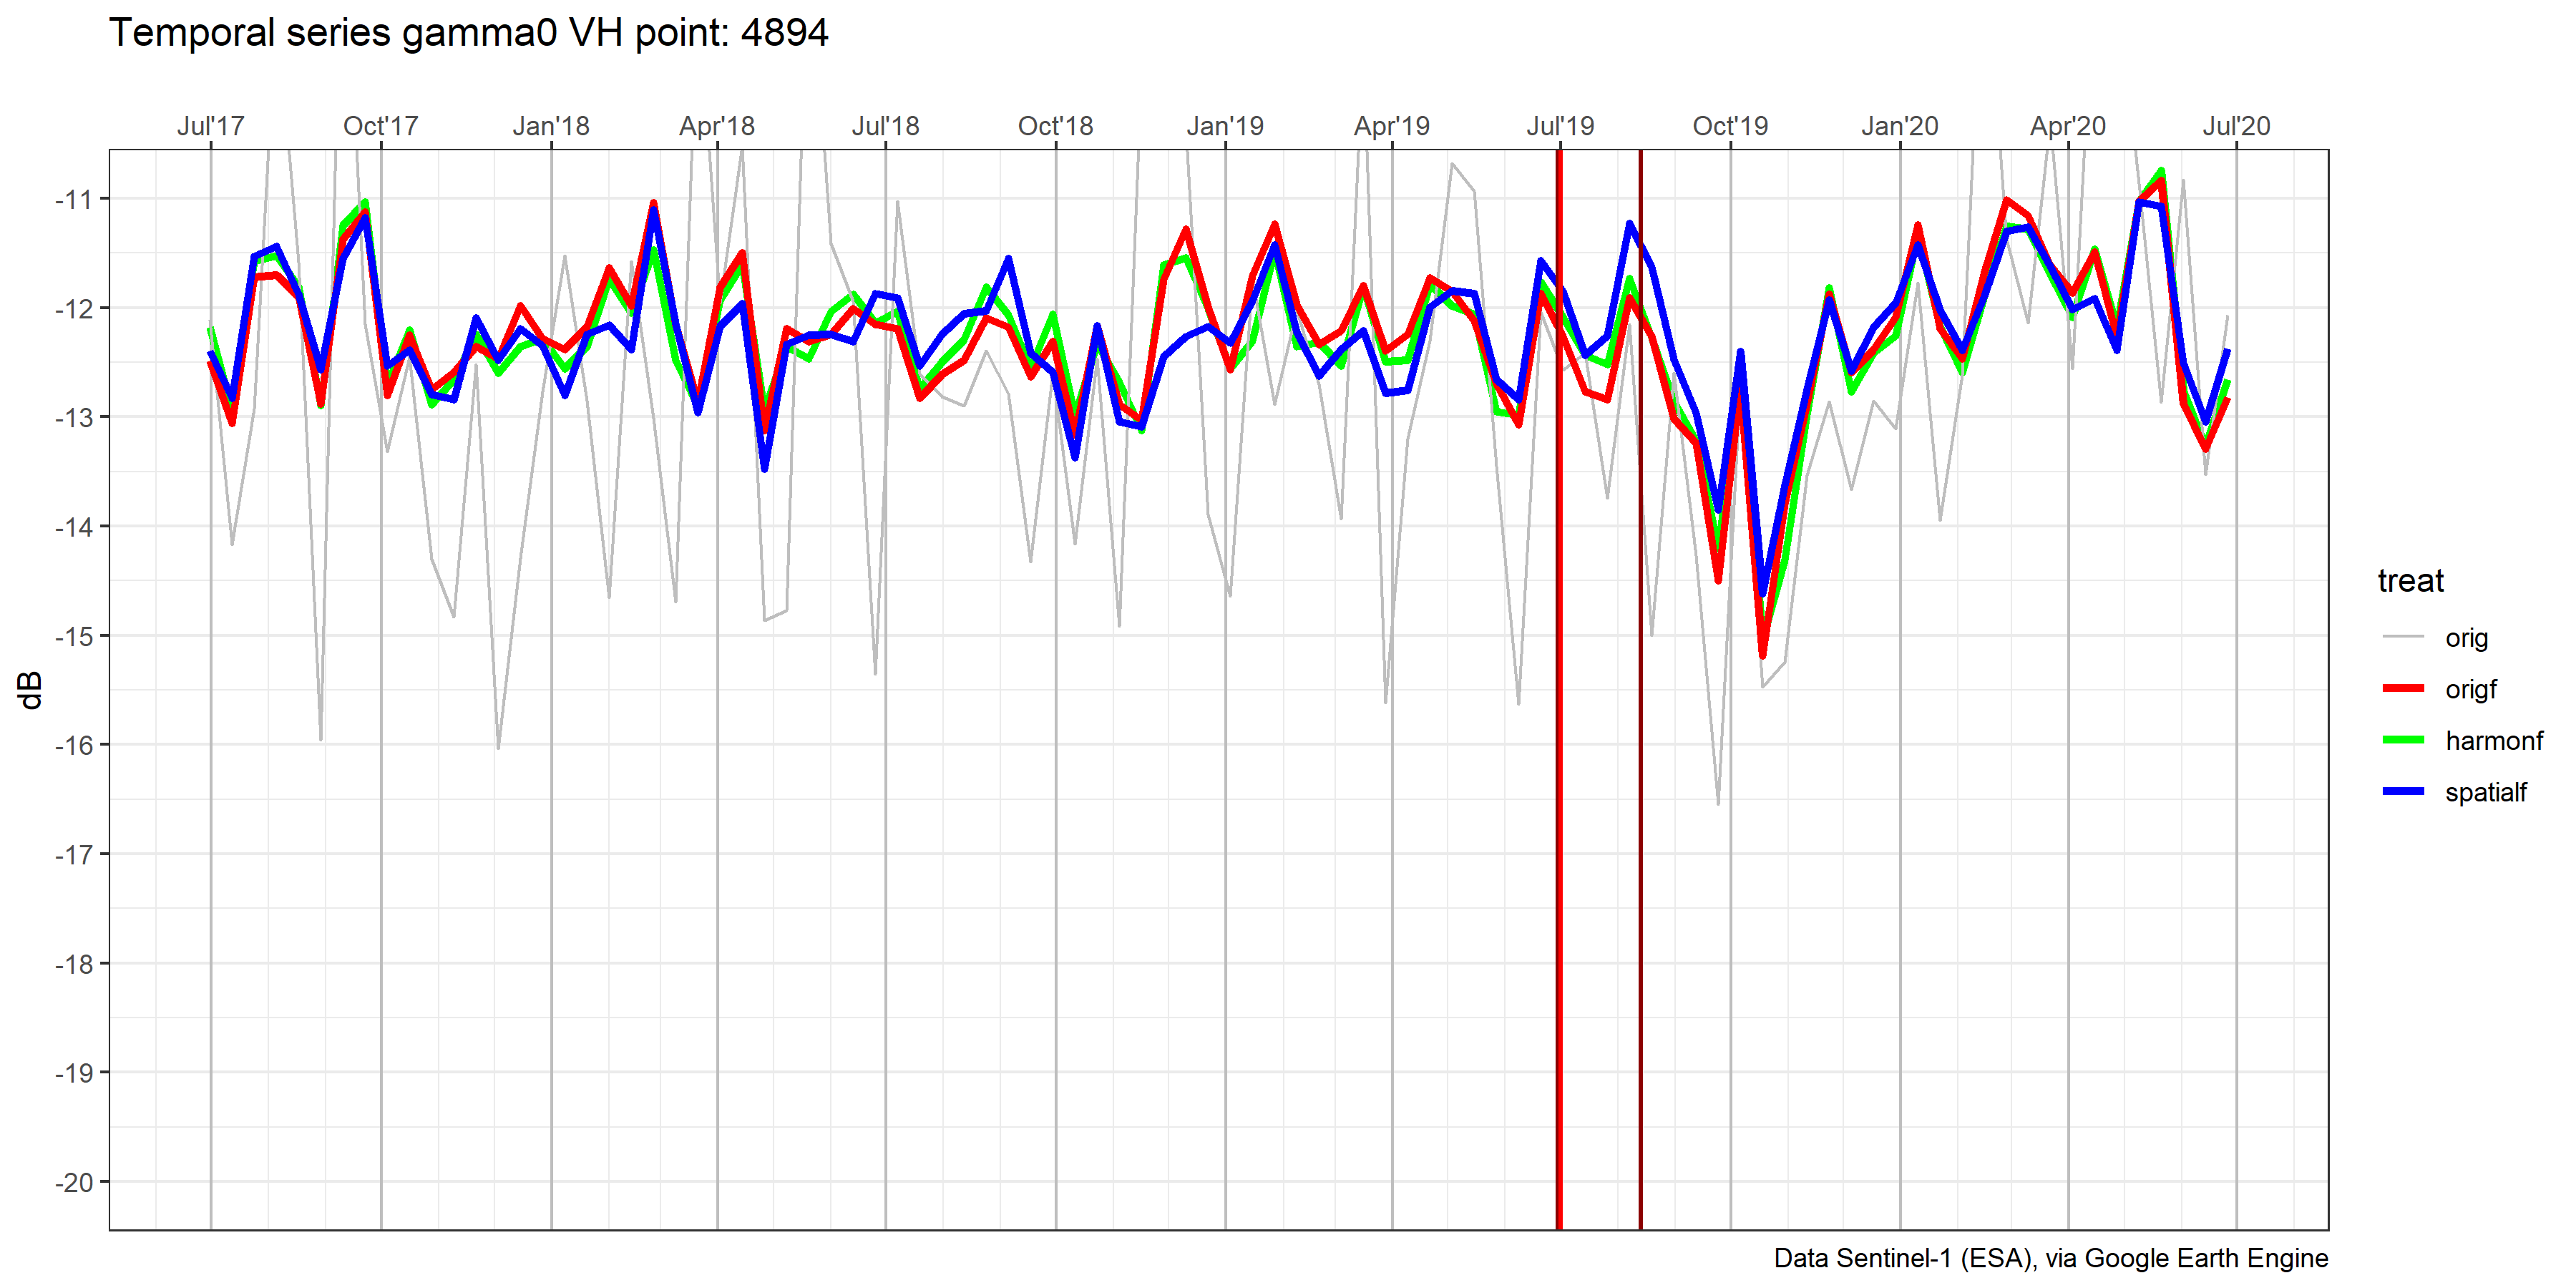 Temporal series gamma0 VH point: 4894
Jul'17 Oct'17 Jan'18 Apr'18 Jul'18 Oct'18 Jan'19 Apr'19 Jul'19 Oct'19 Jan'20 Apr'20 Jul'20
-11
-12
-13
-14
-15
-16
-17
-18
-19
-20
dB
treat
orig
origf
harmonf
spatialf
Data Sentinel-1 (ESA), via Google Earth Engine